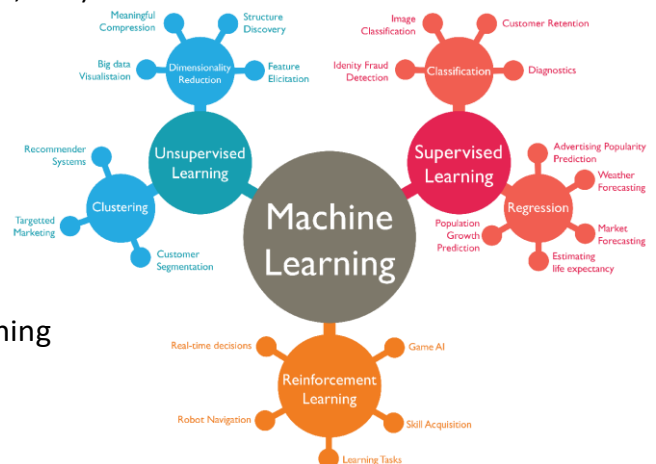 Meaningful
Compression
Structure
Discovery
Big data
Visualistaion
Dimensionality
Reduction
Feature
Elicitation
Recommender
Systems
Unsupervised
Learning
Clustering
Targetted
Marketing
Customer
Segmentation
Image
Classification
Customer Retention
Idenity Fraud
Detection
Classification
Diagnostics
Supervised
Learning
Advertising Popularity
Prediction
Weather
Forecasting
Regression
Population
Growth
Prediction
Market
Forecasting
Estimating
life expectancy
Machine
Learning
Real-time decisions
Game AI
Reinforcement
Learning
Robot Navigation
Skill Acquisition
Learning Tasks